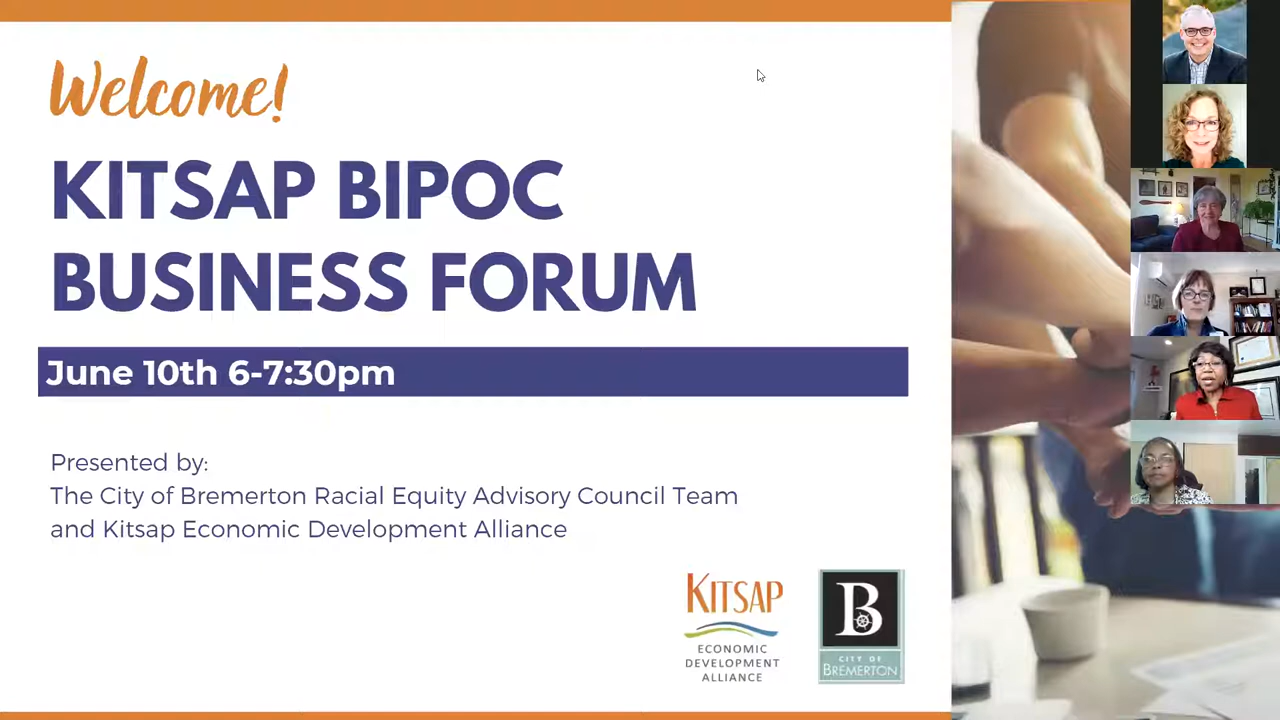 Welcome!
KITSAP BIPOC
BUSINESS FORUM
June 10th 6-7:30pm
Presented by:
The City of Bremerton Racial Equity Advisory Council Team
and Kitsap Economic Development Alliance
KITSAP
ECONOMIC
DEVELOPMENT
ALLIANCE
B
CITY OF
BREMERTON